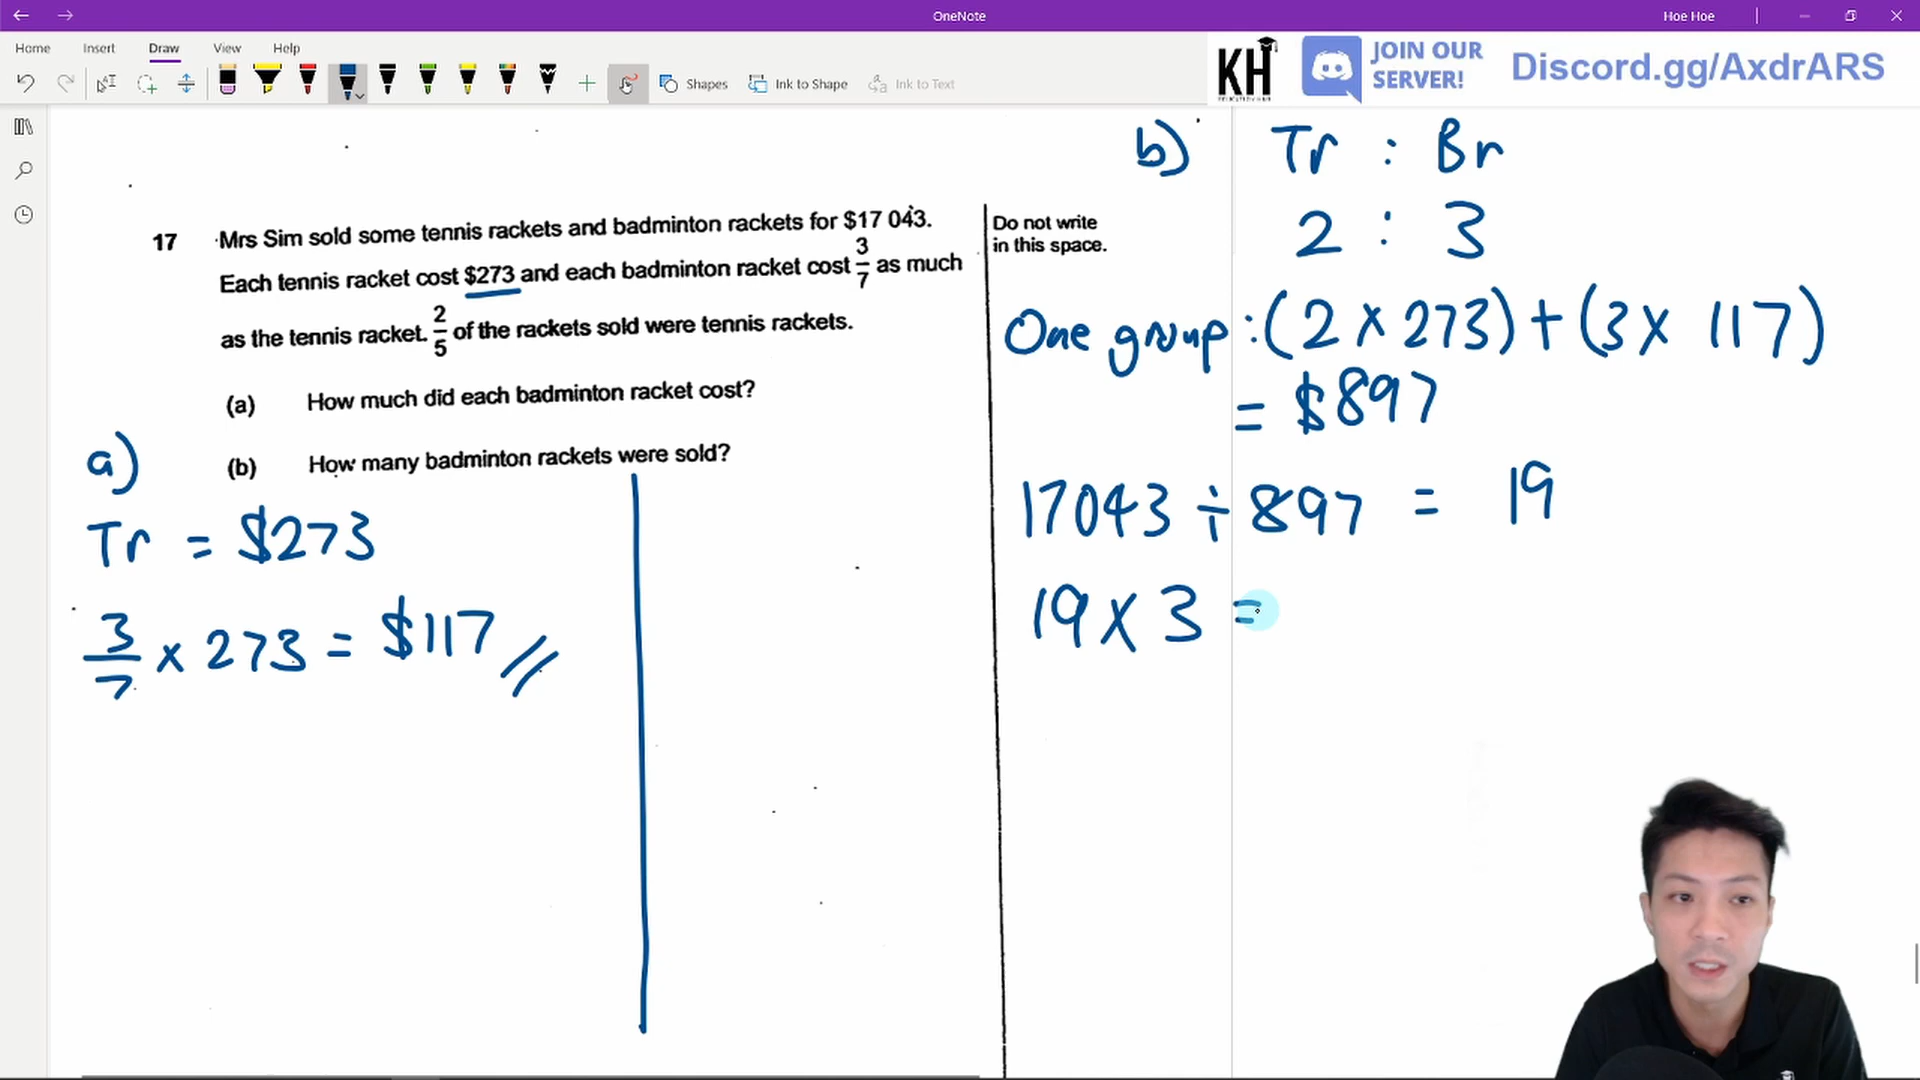 OneNote
Hoe Hoe
Home Insert Draw View Help
Shapes Ink to Shape Ink to Text
KH
JOIN OUR
SERVER!
Discord.gg/AxdrARS
17 Mrs Sim sold some tennis rackets and badminton rackets for $17 043.
Each tennis racket cost $273 and each badminton racket cost 3/7 as much
as the tennis racket. 2/5 of the rackets sold were tennis rackets.
(a) How much did each badminton racket cost?
(b) How many badminton rackets were sold?
Do not write
in this space.
a)
Tr = $273
3/7 x 273 = $117
b) Tr : Br
2 : 3
One group : (2 x 273) + (3 x 117)
= $897
17043 ÷ 897 = 19
19 x 3 =